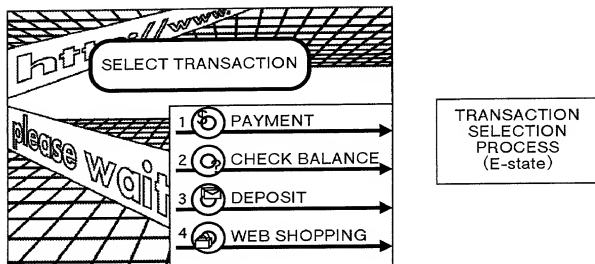 http://www.
SELECT TRANSACTION
please wait
1 $ PAYMENT
2 ? CHECK BALANCE
3 DEPOSIT
4 WEB SHOPPING
TRANSACTION
SELECTION
PROCESS
(E-state)